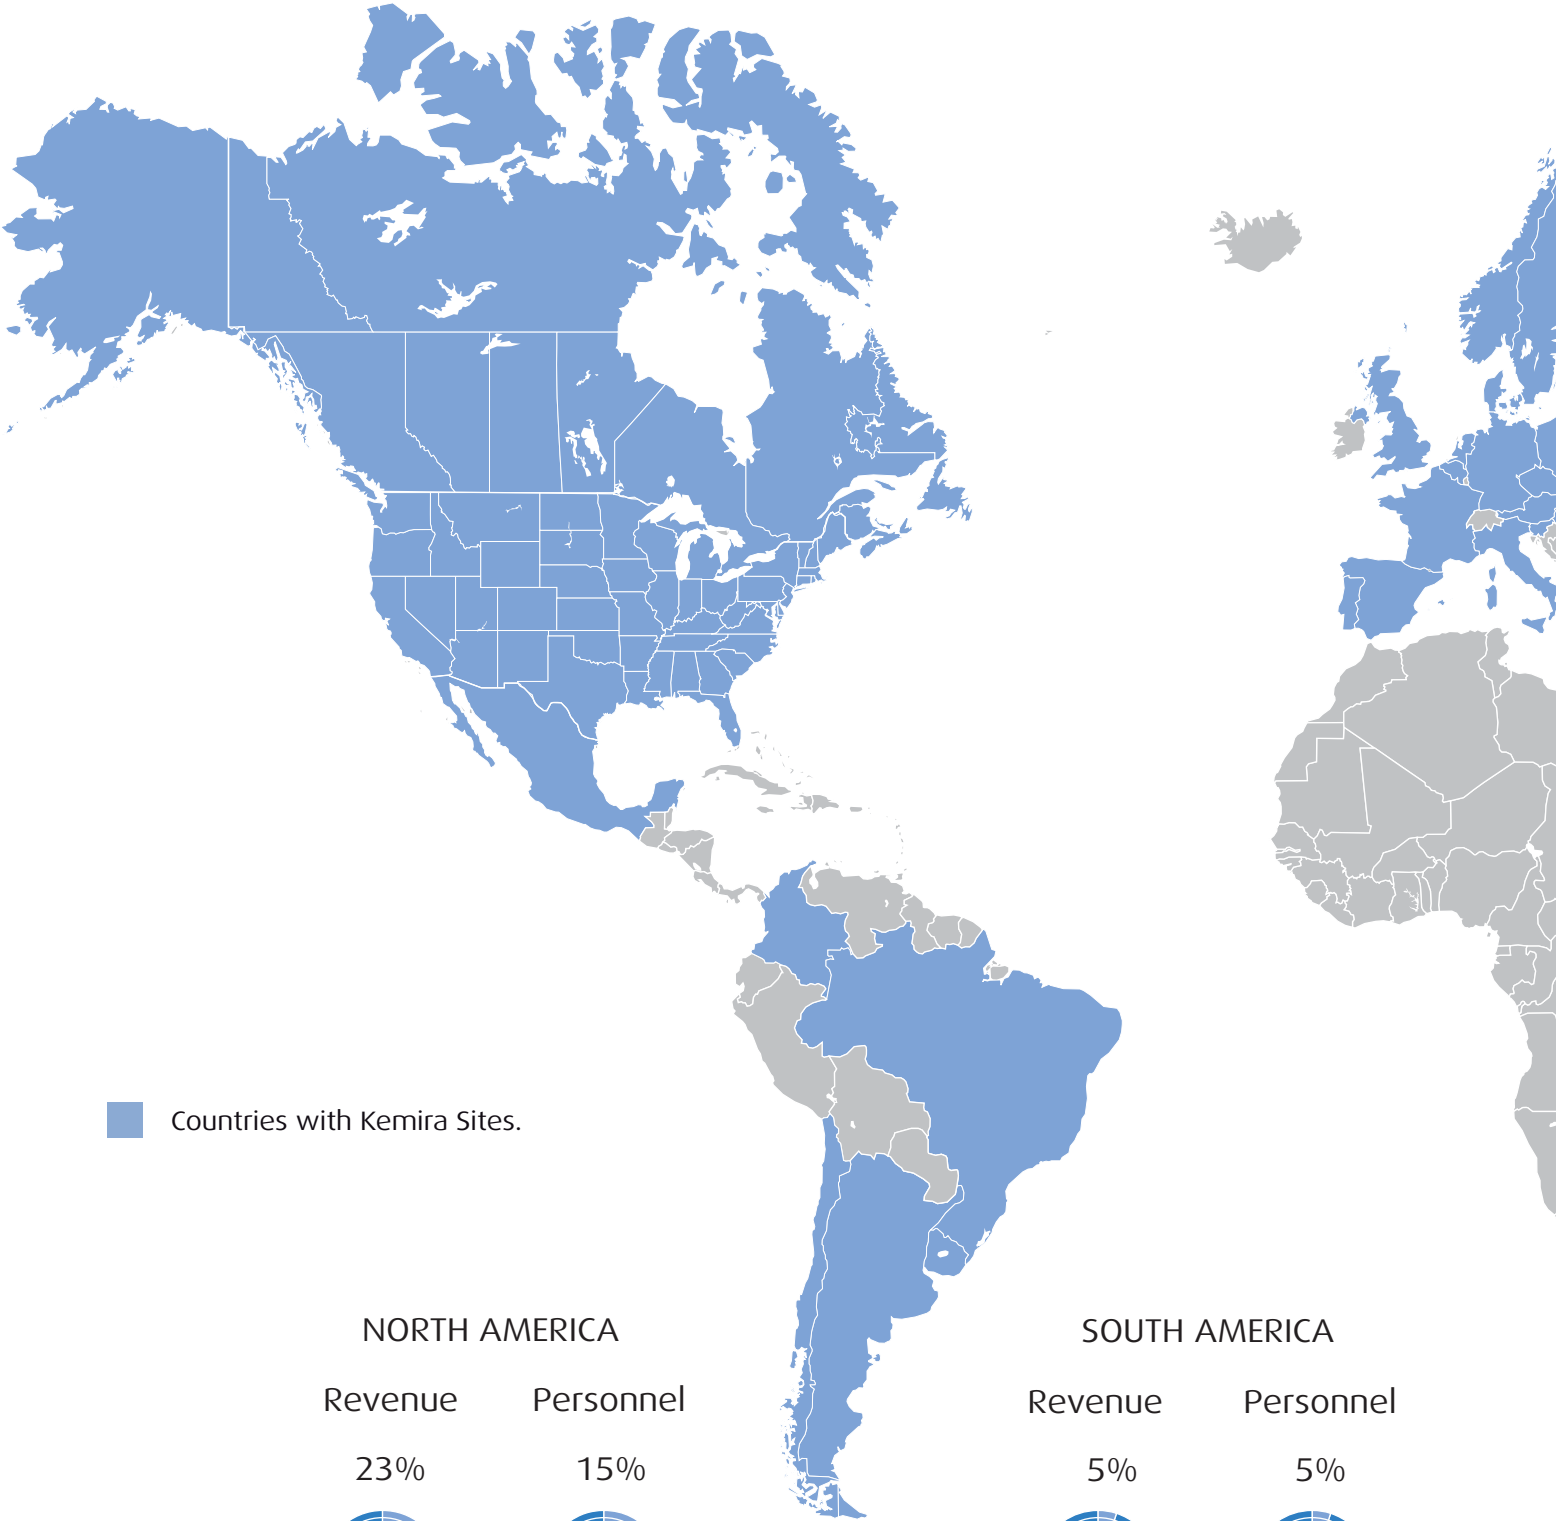 Countries with Kemira Sites.
NORTH AMERICA
Revenue Personnel
23% 15%
SOUTH AMERICA
Revenue Personnel
5% 5%